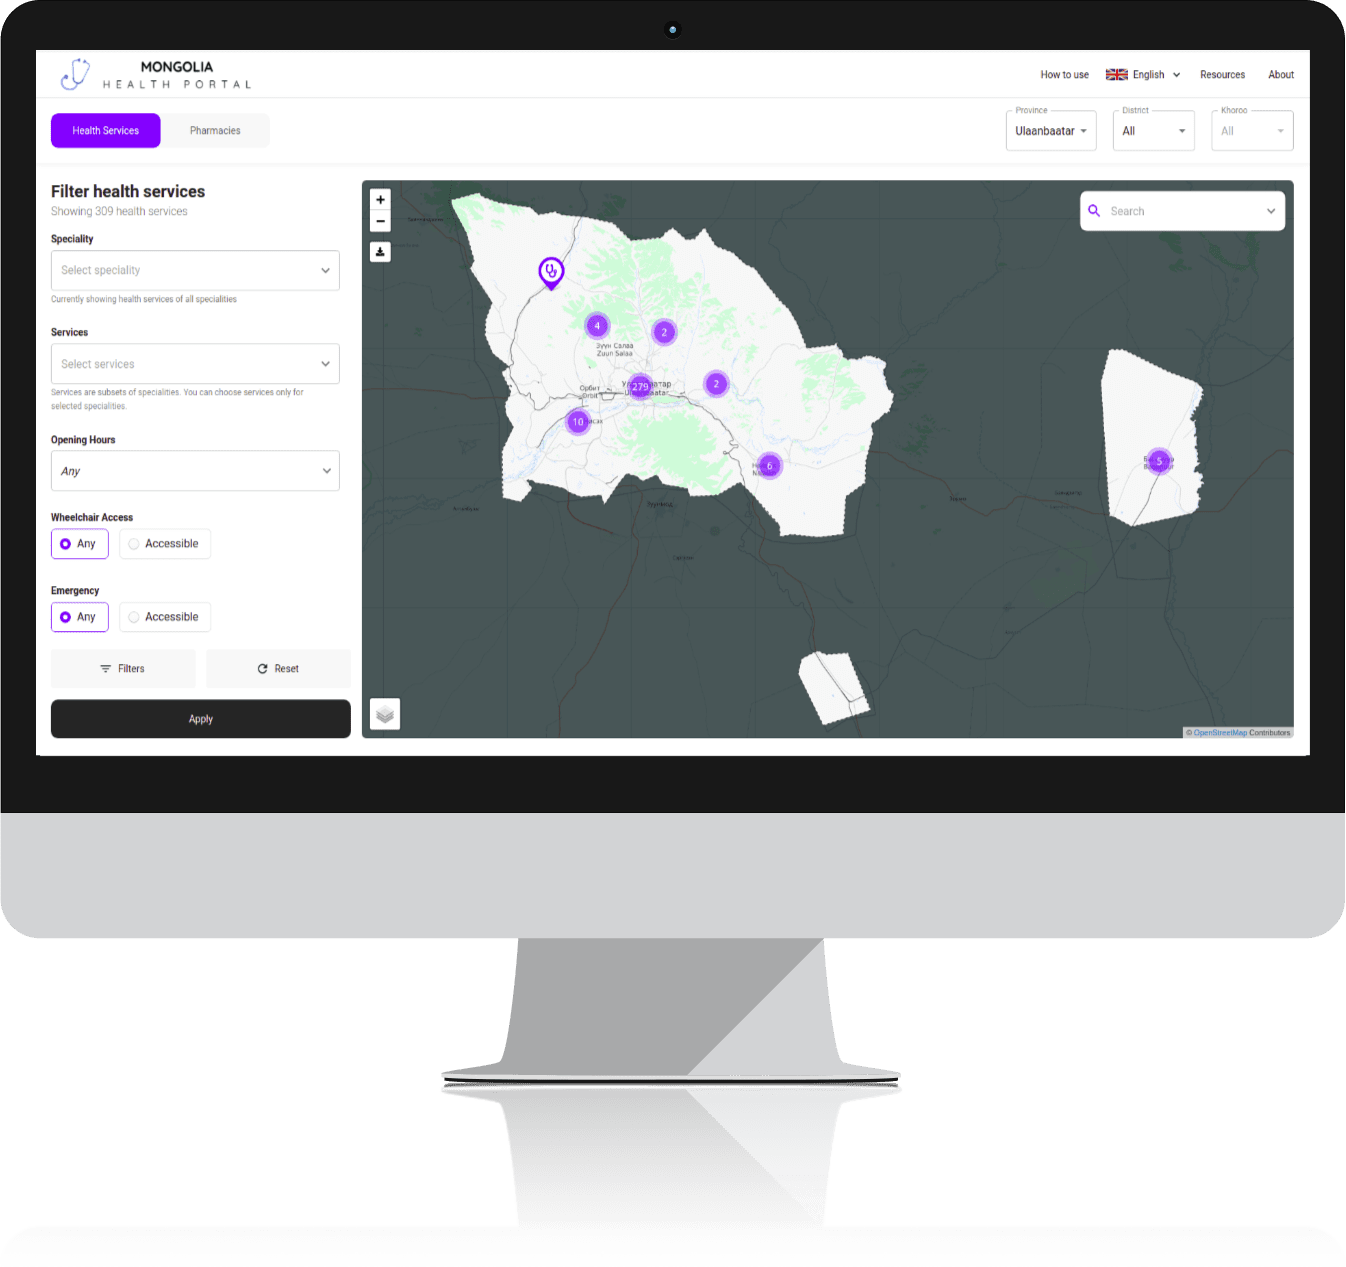 MONGOLIA
HEALTH PORTAL
How to use
English
Resources
About
Health Services
Pharmacies
Province
Ulaanbaatar
District
All
Khoroo
All
Filter health services
Showing 309 health services
Speciality
Select speciality
Currently showing health services of all specialities
Services
Select services
Services are subsets of specialities. You can choose services only for
selected specialities.
Opening Hours
Any
Wheelchair Access
Any
Accessible
Emergency
Any
Accessible
Filters
Reset
Apply
+
−
Search
4
2
Зуун Салаа
Zuun Salaa
279
2
Орбит
Orbit
10
6
5
© OpenStreetMap Contributors